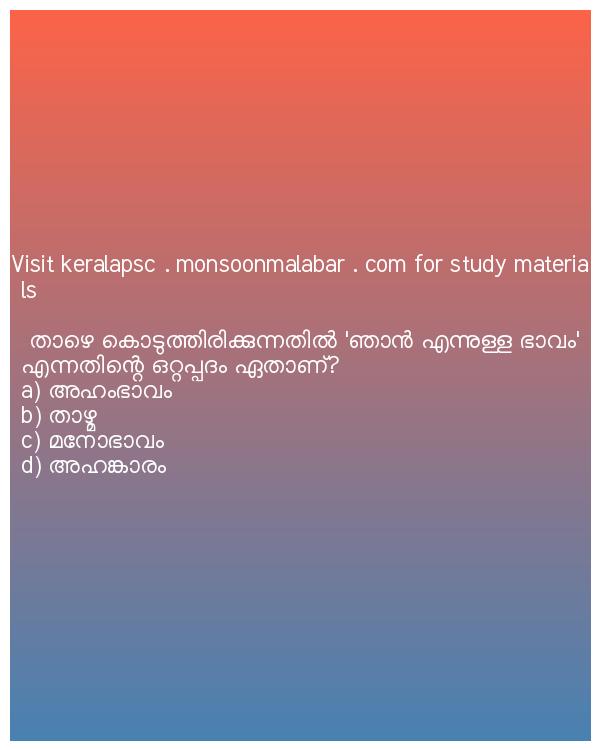 Visit keralapsc . monsoonmalabar . com for study materia
ls
താഴെ കൊടുത്തിരിക്കുന്നതിൽ 'ഞാൻ എന്നുള്ള ഭാവം'
എന്നതിന്റെ ഒറ്റപ്പദം ഏതാണ്?
a) അഹംഭാവം
b) താഴ്മ
c) മനോഭാവം
d) അഹങ്കാരം